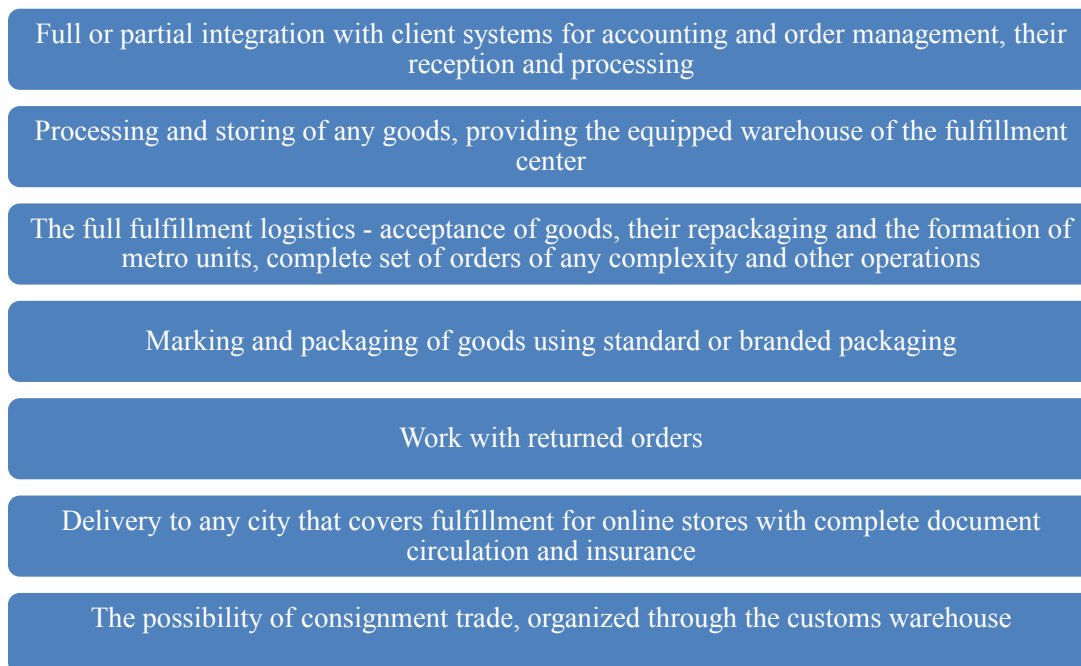 Full or partial integration with client systems for accounting and order management, their
reception and processing
Processing and storing of any goods, providing the equipped warehouse of the fulfillment
center
The full fulfillment logistics - acceptance of goods, their repackaging and the formation of
metro units, complete set of orders of any complexity and other operations
Marking and packaging of goods using standard or branded packaging
Work with returned orders
Delivery to any city that covers fulfillment for online stores with complete document
circulation and insurance
The possibility of consignment trade, organized through the customs warehouse